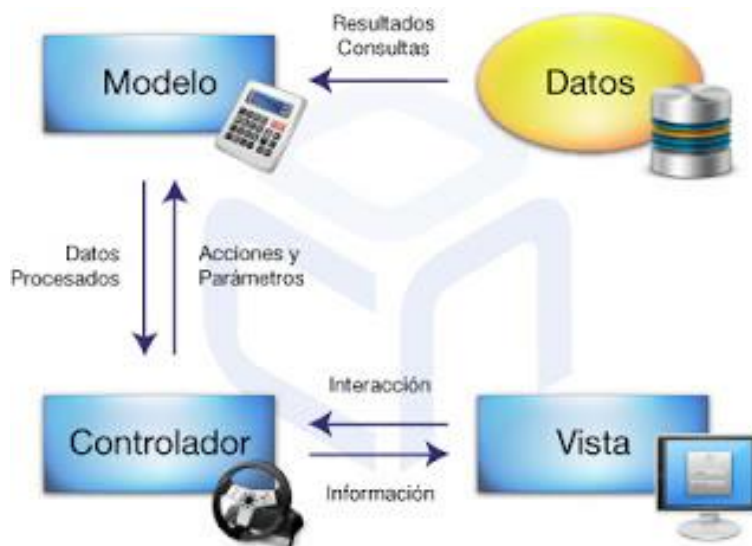 Resultados
Consultas
Modelo
Datos
Datos
Procesados
Acciones y
Parámetros
Interacción
Controlador
Vista
Información